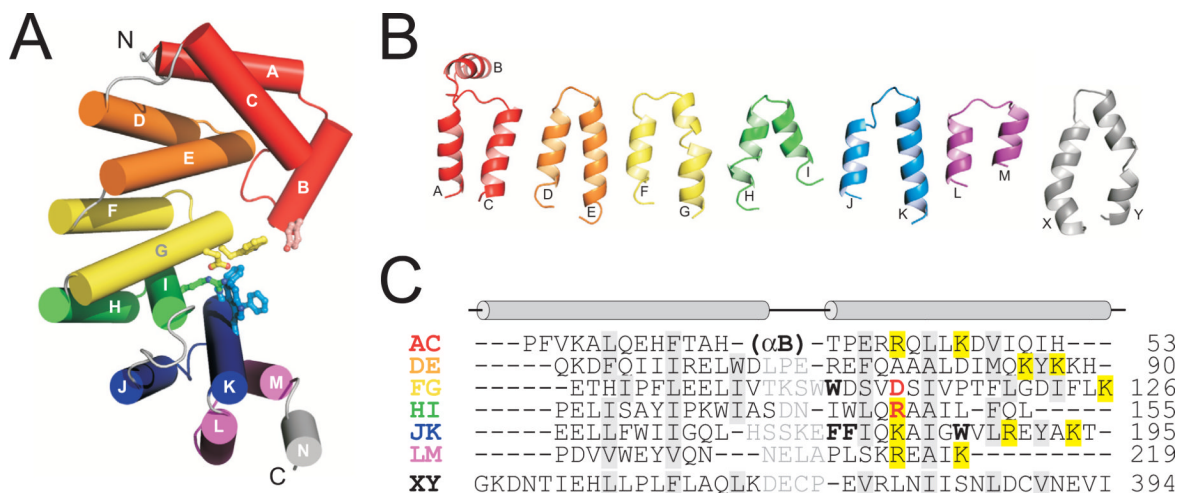 A
N
A
C
B
D
E
F
G
H
I
J
K
M
L
N
C
B
B
A
C
D
E
F
G
H
I
J
K
L
M
X
Y
C
AC ----PFVKALQEHFTAH-(αB)-TPERRQLLKDVIQIH--- 53
DE ------QKDFQIIRELWDLPE-REFQAAALDIMQKYKKH- 90
FG ------ETHIPFLEELIVTKSWWDSVDSIVPTFLGDIFLK 126
HI -----PELISAYIPKWIASDN-IWLQRAAIL-FQL----- 155
JK -----EELLFWIIGQL-HSSKEFFIQKAIGWVLREYAKT- 195
LM -----PDVVWEYVQN--NELAPLSKREAIK--------- 219
XY GKDNTIEHLLPLFLAQLKDECP-EVRLNIISNLDCVNEVI 394